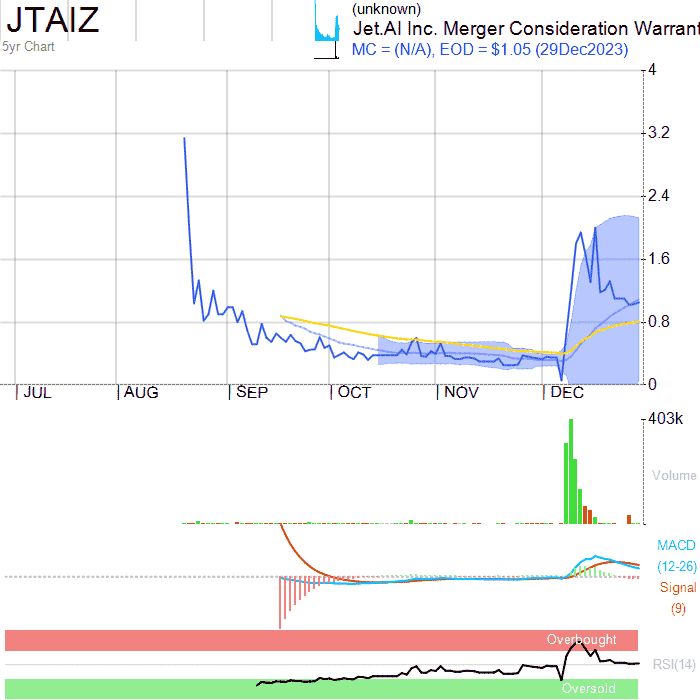 JTAIZ
5yr Chart
(unknown)
Jet.AI Inc. Merger Consideration Warrant
MC = (N/A), EOD = $1.05 (29Dec2023)
4
3.2
2.4
1.6
0.8
0
JUL AUG SEP OCT NOV DEC
403k
Volume
MACD
(12-26)
Signal
(9)
Overbought
RSI(14)
Oversold